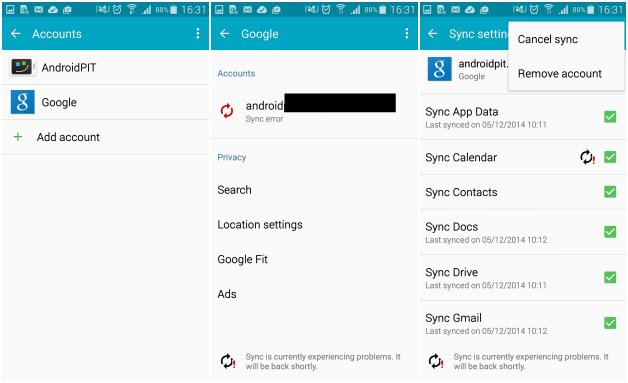 88% 16:31
Accounts
AndroidPIT
Google
Add account
88% 16:31
Google
Accounts
android
Sync error
Privacy
Search
Location settings
Google Fit
Ads
Sync is currently experiencing problems. It
will be back shortly.
88% 16:31
Sync settin
Cancel sync
Remove account
androidpit.
Google
Sync App Data
Last synced on 05/12/2014 10:11
Sync Calendar
Sync Contacts
Sync Docs
Last synced on 05/12/2014 10:12
Sync Drive
Last synced on 05/12/2014 10:11
Sync Gmail
Last synced on 05/12/2014 10:12
Sync is currently experiencing problems. It
will be back shortly.